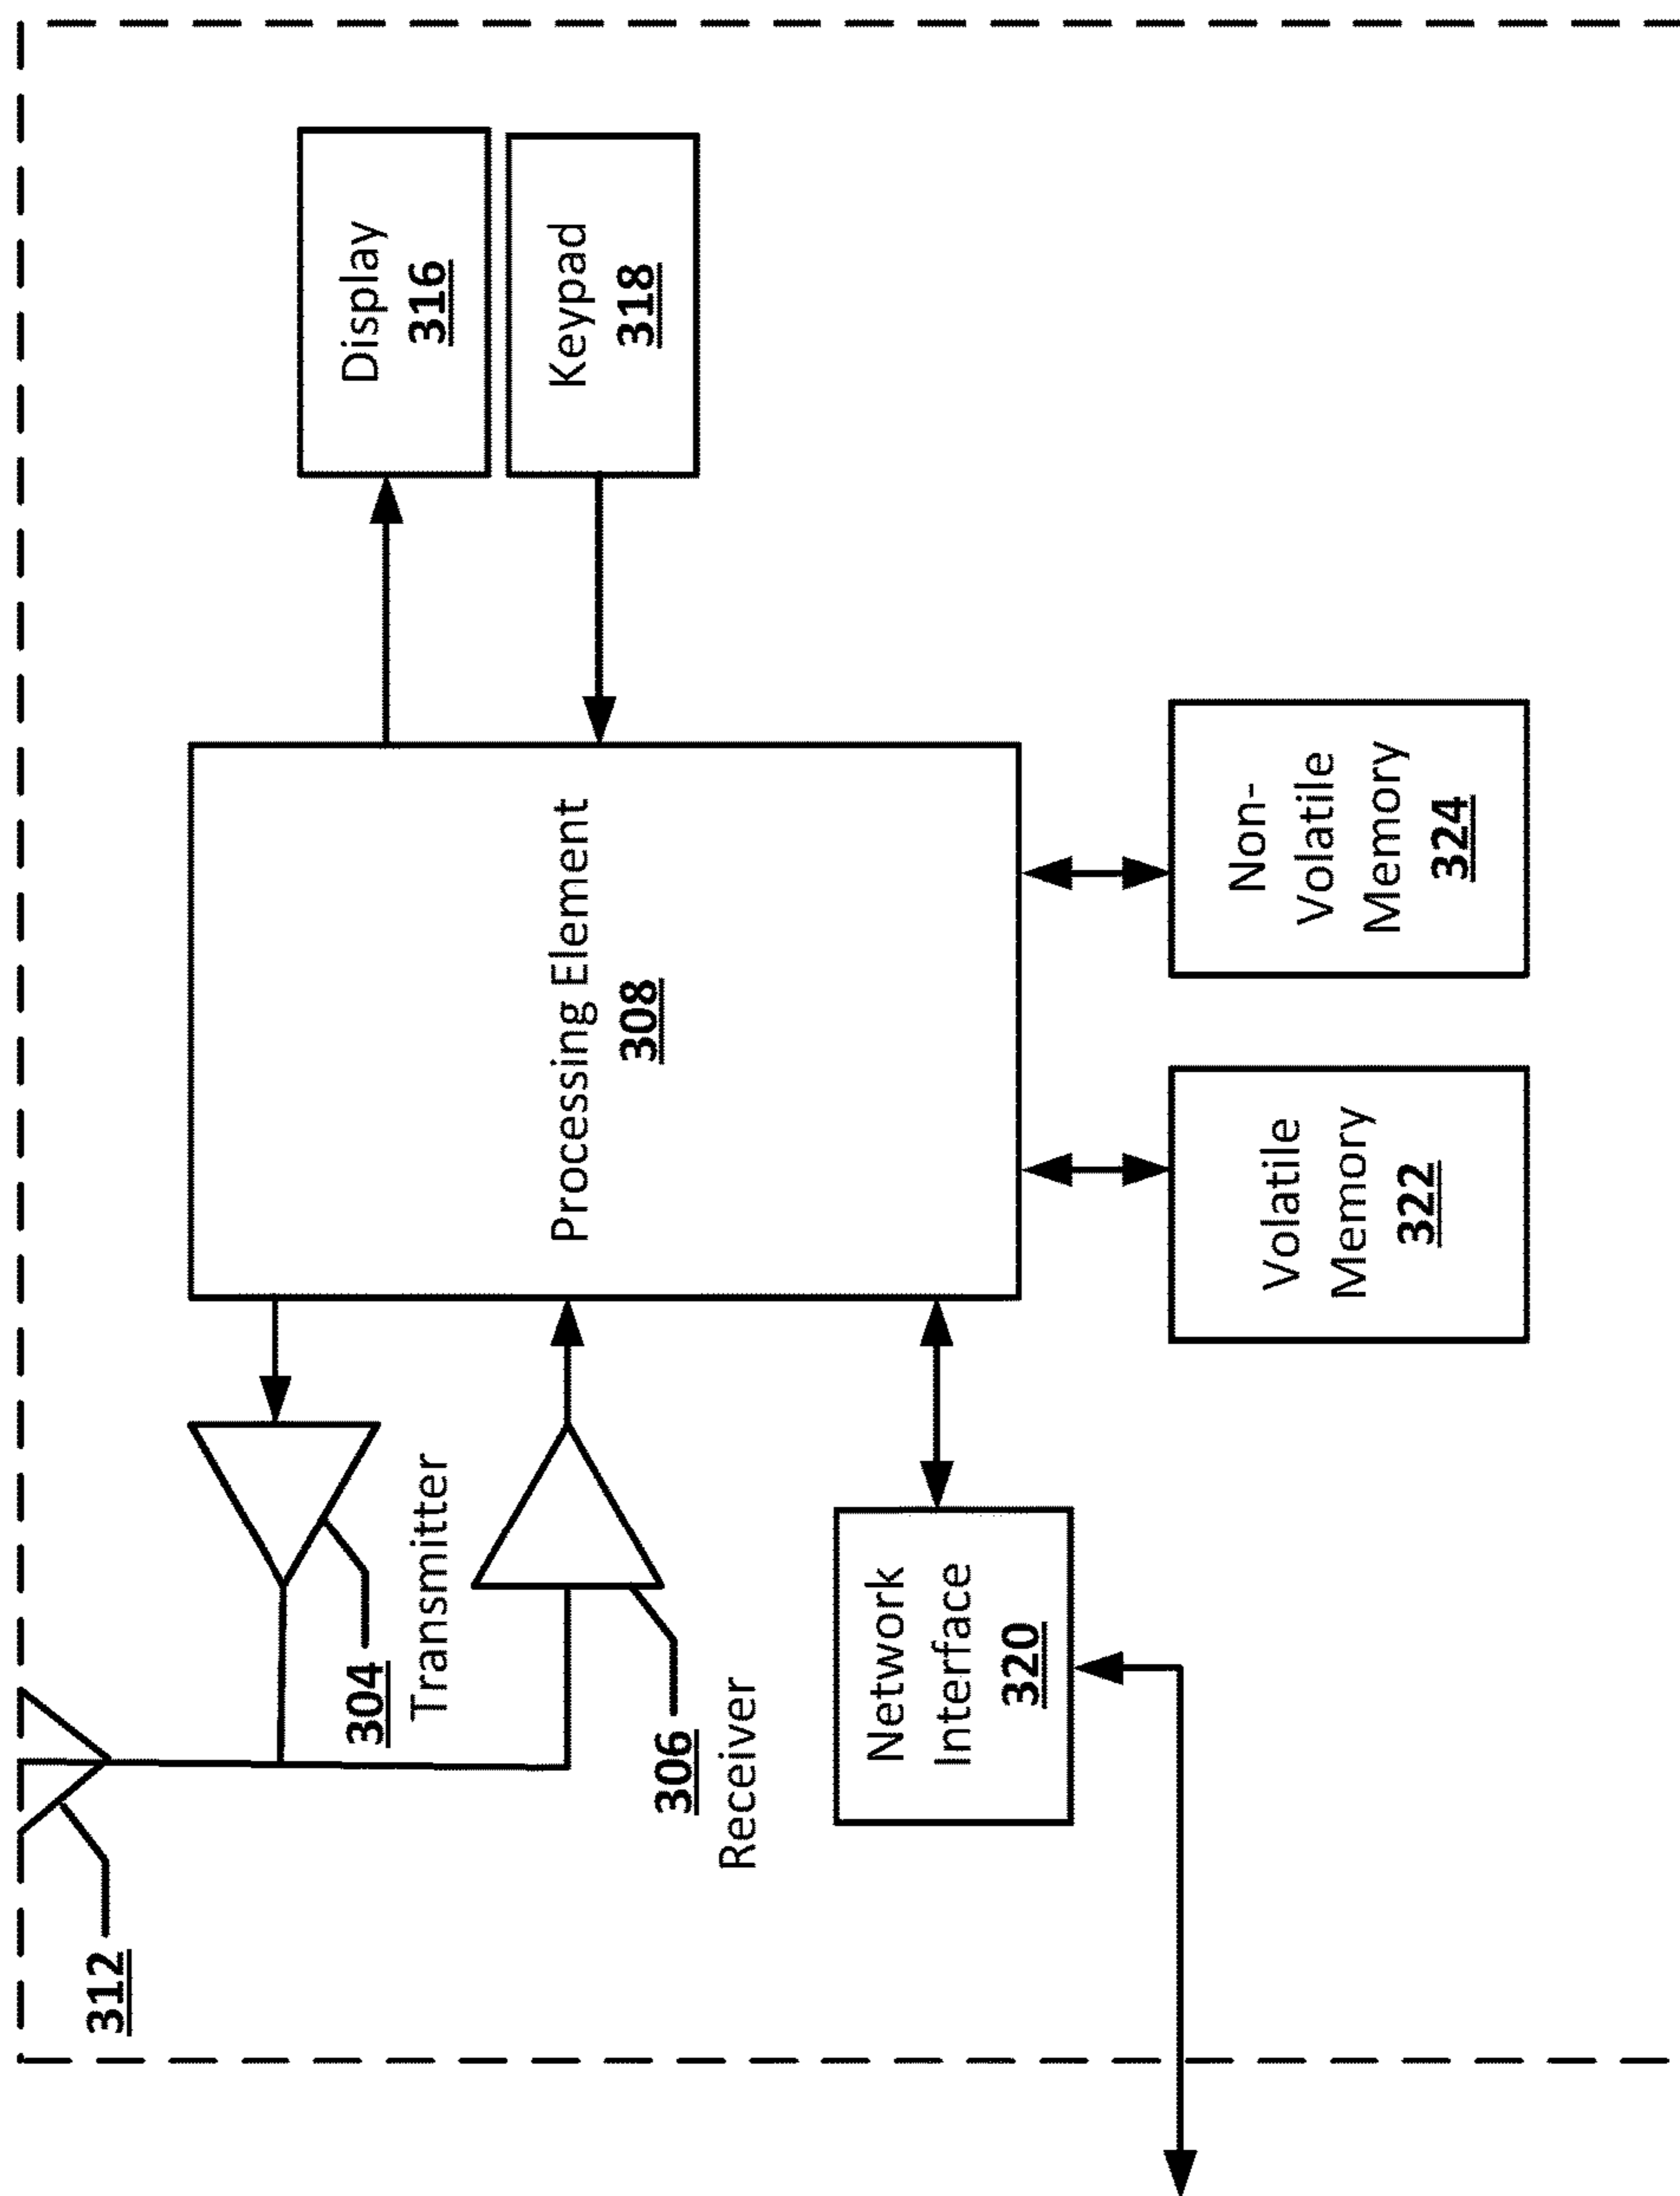 312
304
Transmitter
306
Receiver
Network
Interface
320
Processing Element
308
Display
316
Keypad
318
Volatile
Memory
322
Non-
Volatile
Memory
324